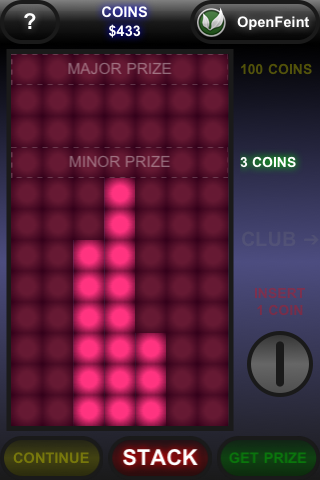 ?
COINS
$433
OpenFeint
MAJOR PRIZE
100 COINS
MINOR PRIZE
3 COINS
CLUB →
INSERT
1 COIN
CONTINUE
STACK
GET PRIZE